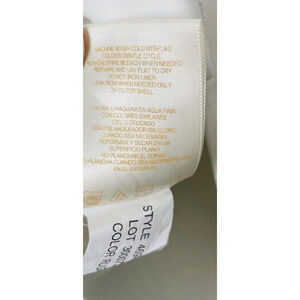 MACHINE WASH COLD WITH LIKE
COLORS GENTLE CYCLE.
NON-CHLORINE BLEACH WHEN NEEDED.
RESHAPE AND LAY FLAT TO DRY
DO NOT IRON LINER
LOW IRON WHEN NEEDED ONLY
ON OUTER SHELL.
LAVAR A MAQUINA EN AGUA FRIA
CON COLORES SIMILARES
CICLO DELICADO
USAR BLANQUEADOR SIN CLORO
CUANDO SEA NECESARIO.
REFORMAR Y SECAR EN UNA
SUPERFICIO PLANO
NO PLANCHAR EL FORRO
PLANCHA CUANDO SEA NECESARIO
EN EL EXTERIOR.
STYLE
LOT
COLOR